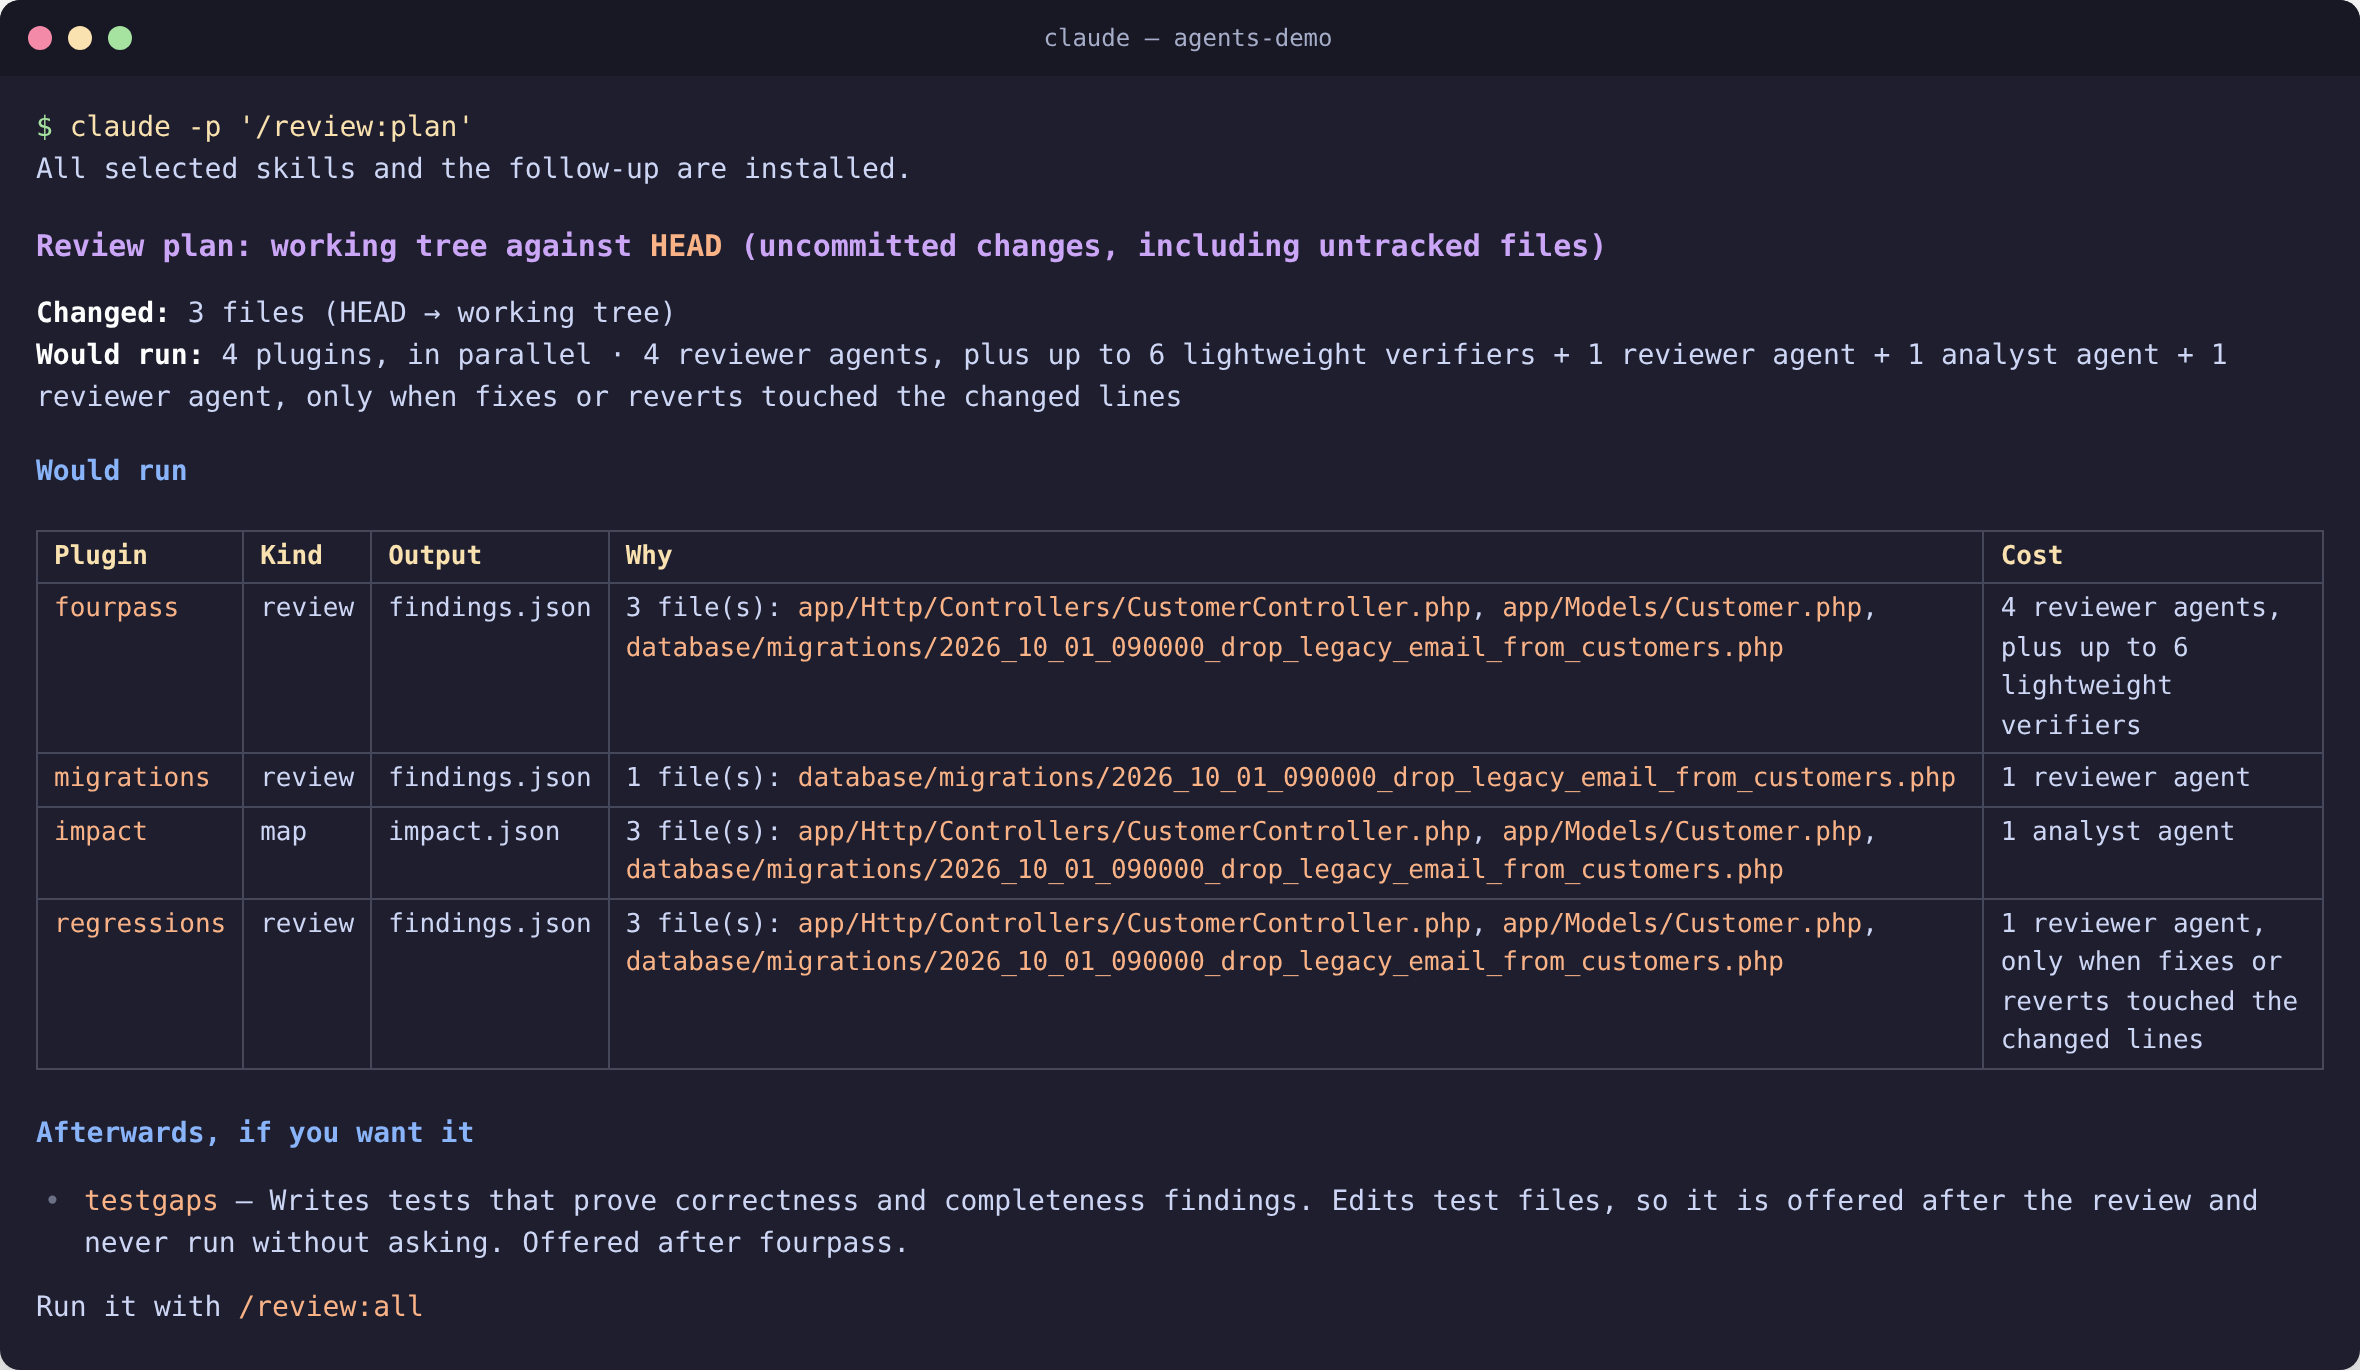 claude — agents-demo
$ claude -p '/review:plan'
All selected skills and the follow-up are installed.
Review plan: working tree against HEAD (uncommitted changes, including untracked files)
Changed: 3 files (HEAD → working tree)
Would run: 4 plugins, in parallel · 4 reviewer agents, plus up to 6 lightweight verifiers + 1 reviewer agent + 1 analyst agent + 1
reviewer agent, only when fixes or reverts touched the changed lines
Would run
Plugin Kind Output Why Cost
fourpass review findings.json 3 file(s): app/Http/Controllers/CustomerController.php, app/Models/Customer.php, 4 reviewer agents,
database/migrations/2026_10_01_090000_drop_legacy_email_from_customers.php plus up to 6
lightweight
verifiers
migrations review findings.json 1 file(s): database/migrations/2026_10_01_090000_drop_legacy_email_from_customers.php 1 reviewer agent
impact map impact.json 3 file(s): app/Http/Controllers/CustomerController.php, app/Models/Customer.php, 1 analyst agent
database/migrations/2026_10_01_090000_drop_legacy_email_from_customers.php
regressions review findings.json 3 file(s): app/Http/Controllers/CustomerController.php, app/Models/Customer.php, 1 reviewer agent,
database/migrations/2026_10_01_090000_drop_legacy_email_from_customers.php only when fixes or
reverts touched the
changed lines
Afterwards, if you want it
• testgaps — Writes tests that prove correctness and completeness findings. Edits test files, so it is offered after the review and
never run without asking. Offered after fourpass.
Run it with /review:all